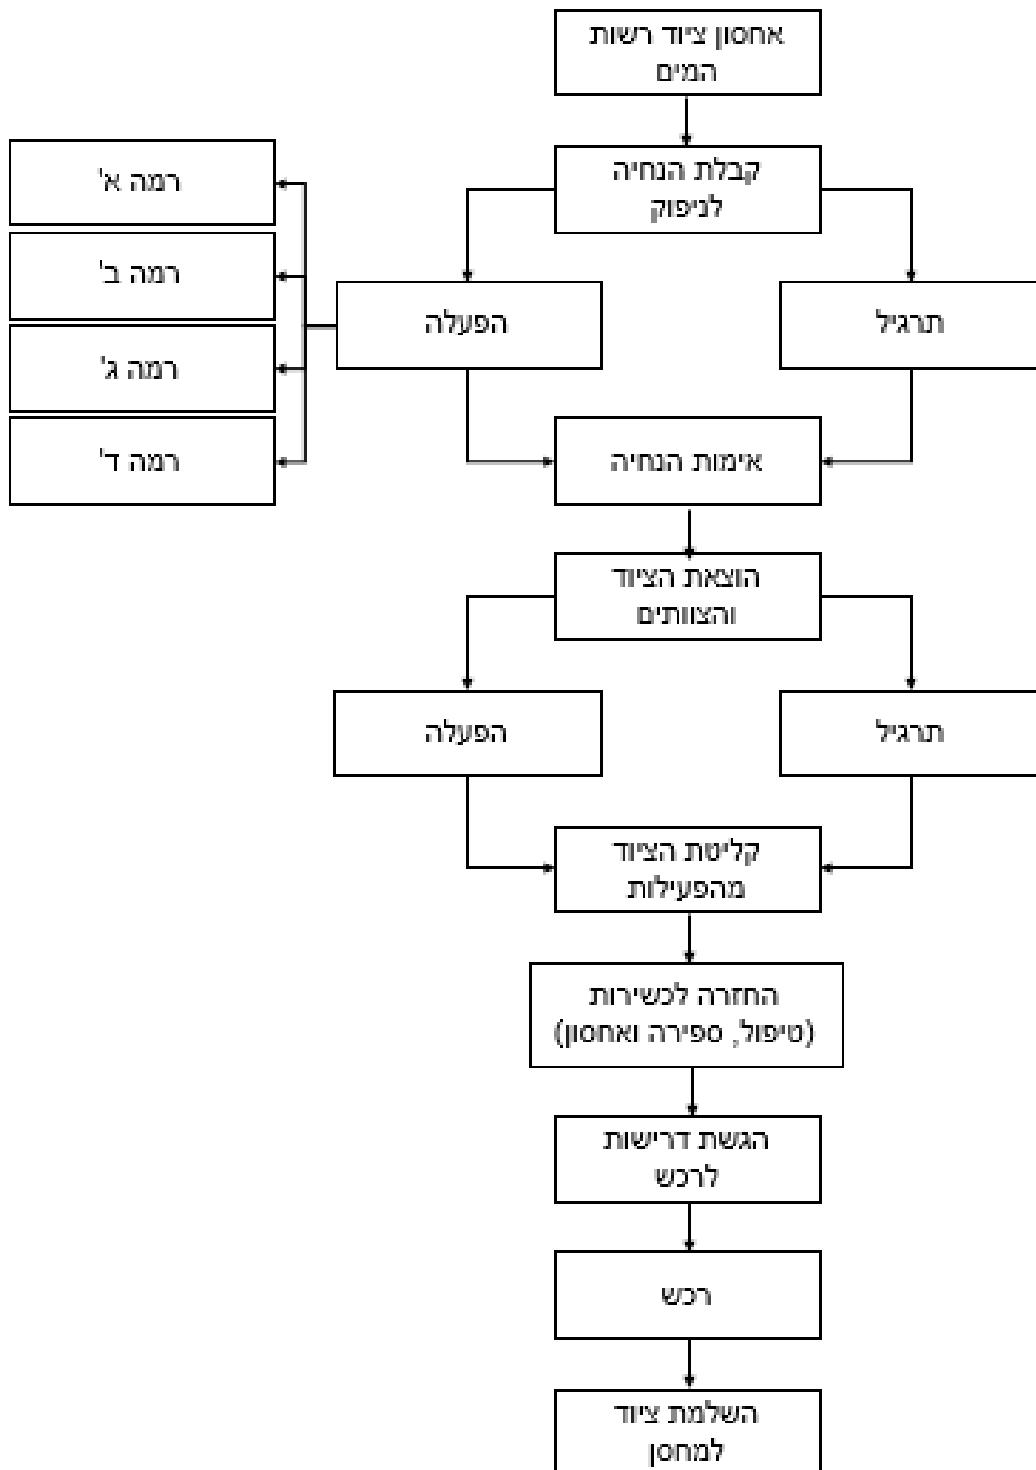 אחסון ציוד רשות
המים
קבלת הנחיה
לניפוק
תרגיל
הפעלה
רמה א'
רמה ב'
רמה ג'
רמה ד'
אימות הנחיה
הוצאת הציוד
והצוותים
תרגיל
הפעלה
קליטת הציוד
מהפעילות
החזרה לכשירות
(טיפול, ספירה ואחסון)
הגשת דרישות
לרכש
רכש
השלמת ציוד
למחסן